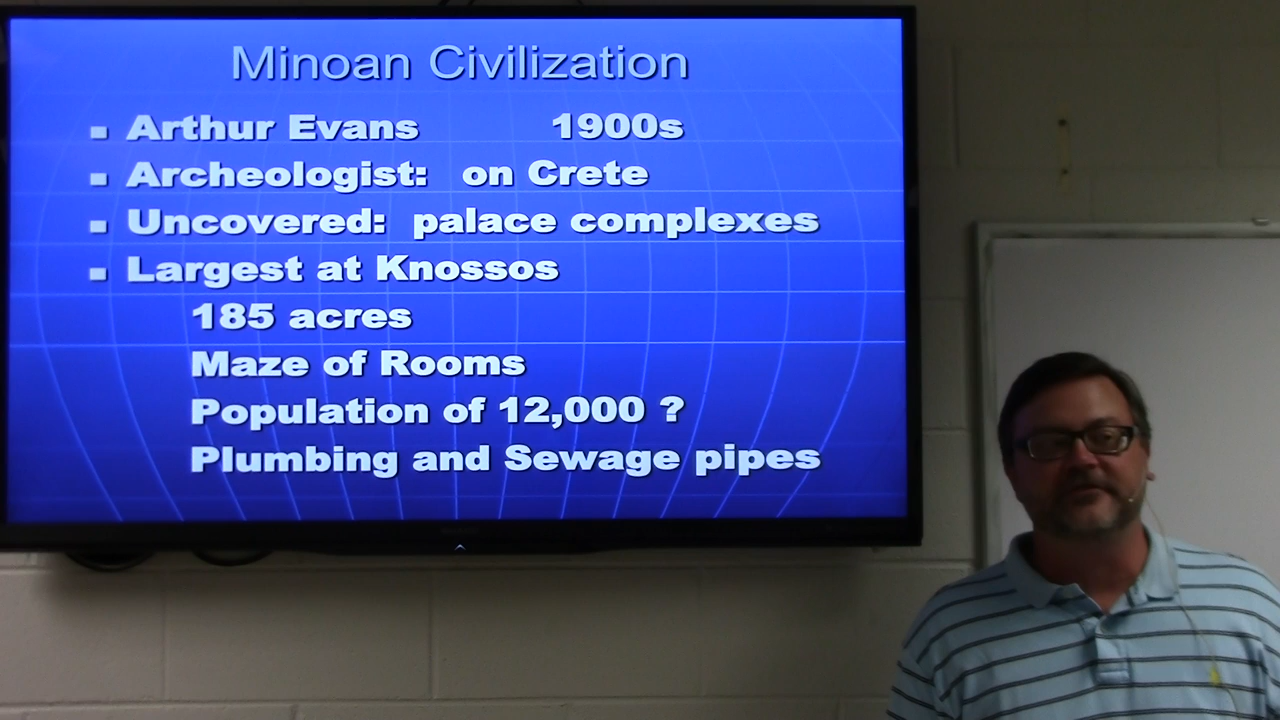 Minoan Civilization
Arthur Evans 1900s
Archeologist: on Crete
Uncovered: palace complexes
Largest at Knossos
185 acres
Maze of Rooms
Population of 12,000 ?
Plumbing and Sewage pipes